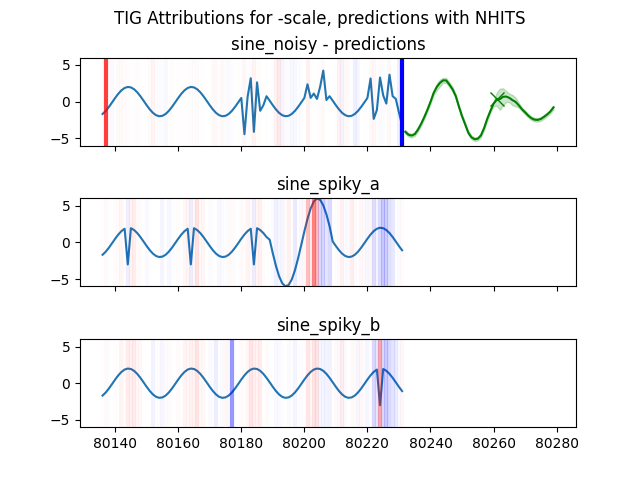 TIG Attributions for -scale, predictions with NHITS
sine_noisy - predictions
5
0
−5
sine_spiky_a
5
0
−5
sine_spiky_b
5
0
−5
80140 80160 80180 80200 80220 80240 80260 80280